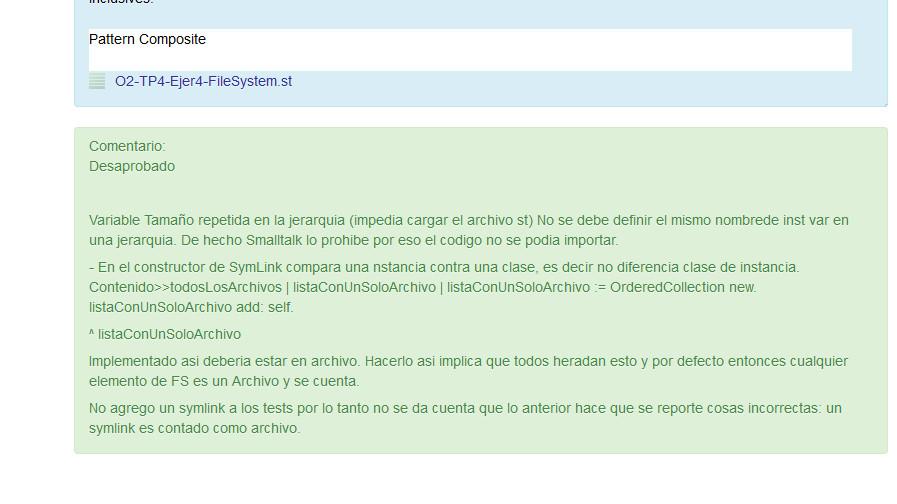 inclusives.
Pattern Composite
O2-TP4-Ejer4-FileSystem.st
Comentario:
Desaprobado
Variable Tamaño repetida en la jerarquia (impedia cargar el archivo st) No se debe definir el mismo nombrede inst var en
una jerarquia. De hecho Smalltalk lo prohibe por eso el codigo no se podia importar.
- En el constructor de SymLink compara una nstancia contra una clase, es decir no diferencia clase de instancia.
Contenido>>todosLosArchivos | listaConUnSoloArchivo | listaConUnSoloArchivo := OrderedCollection new.
listaConUnSoloArchivo add: self.
^ listaConUnSoloArchivo
Implementado asi deberia estar en archivo. Hacerlo asi implica que todos heradan esto y por defecto entonces cualquier
elemento de FS es un Archivo y se cuenta.
No agrego un symlink a los tests por lo tanto no se da cuenta que lo anterior hace que se reporte cosas incorrectas: un
symlink es contado como archivo.